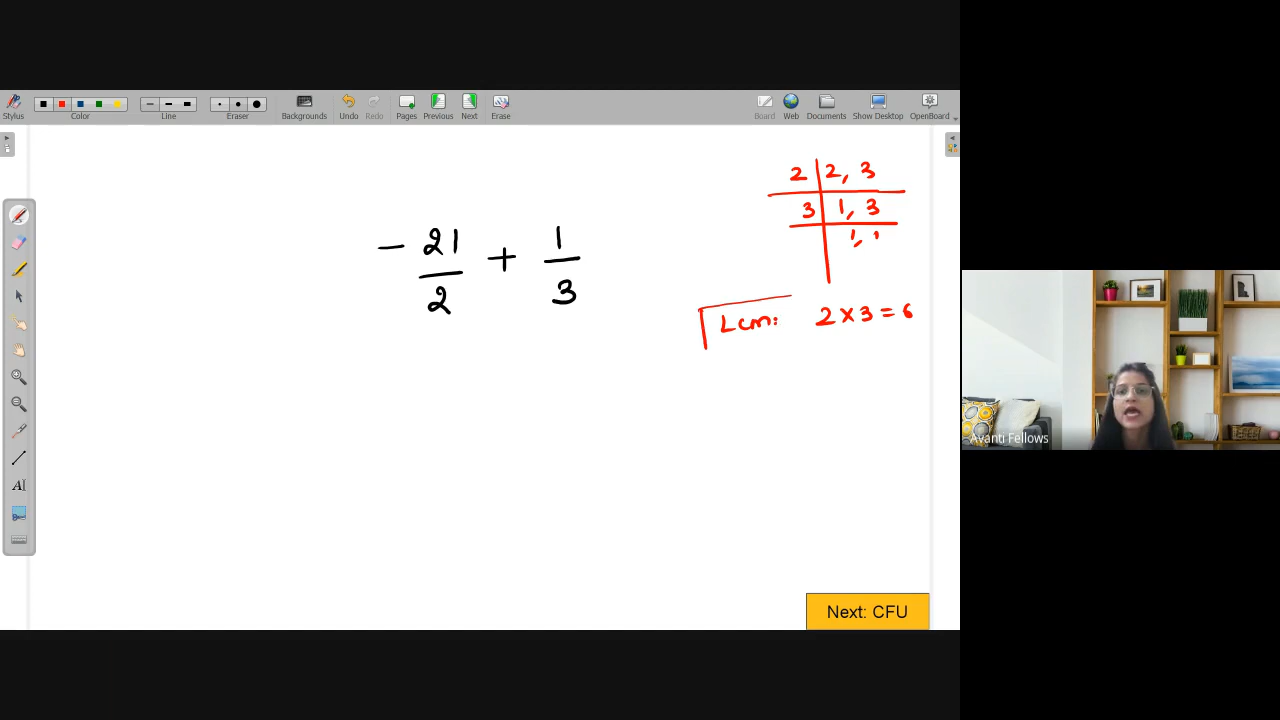 Stylus Color Line Eraser Backgrounds Undo Redo Pages Previous Next Erase Board Web Documents Show Desktop OpenBoard
2 | 2, 3
3 | 1, 3
1, 1
- 21/2 + 1/3
Lcm: 2 × 3 = 6
Avanti Fellows
Next: CFU